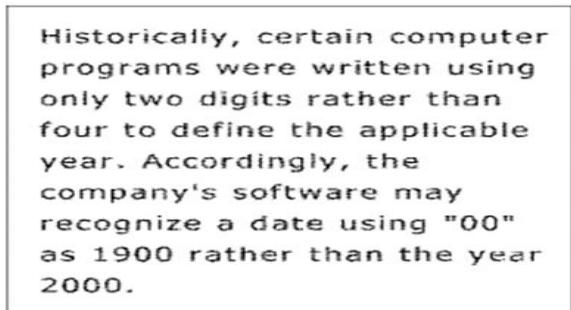 Historically, certain computer
programs were written using
only two digits rather than
four to define the applicable
year. Accordingly, the
company's software may
recognize a date using "00"
as 1900 rather than the year
2000.